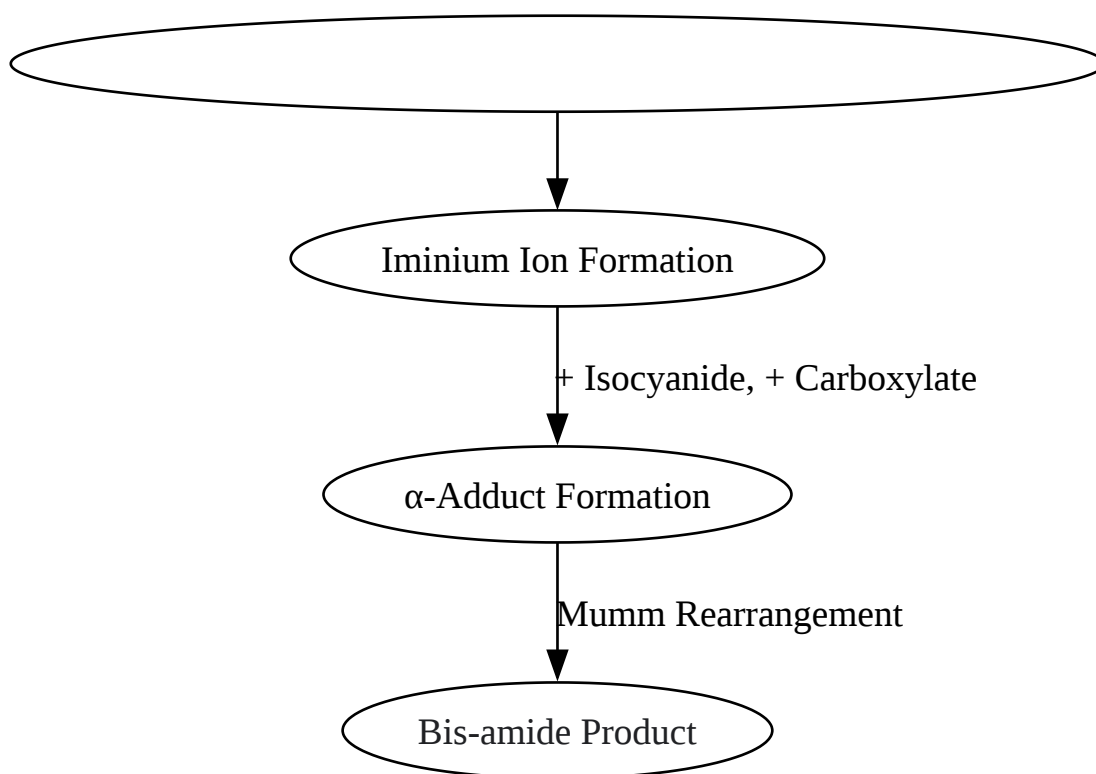 Iminium Ion Formation
+ Isocyanide, + Carboxylate
α-Adduct Formation
Mumm Rearrangement
Bis-amide Product